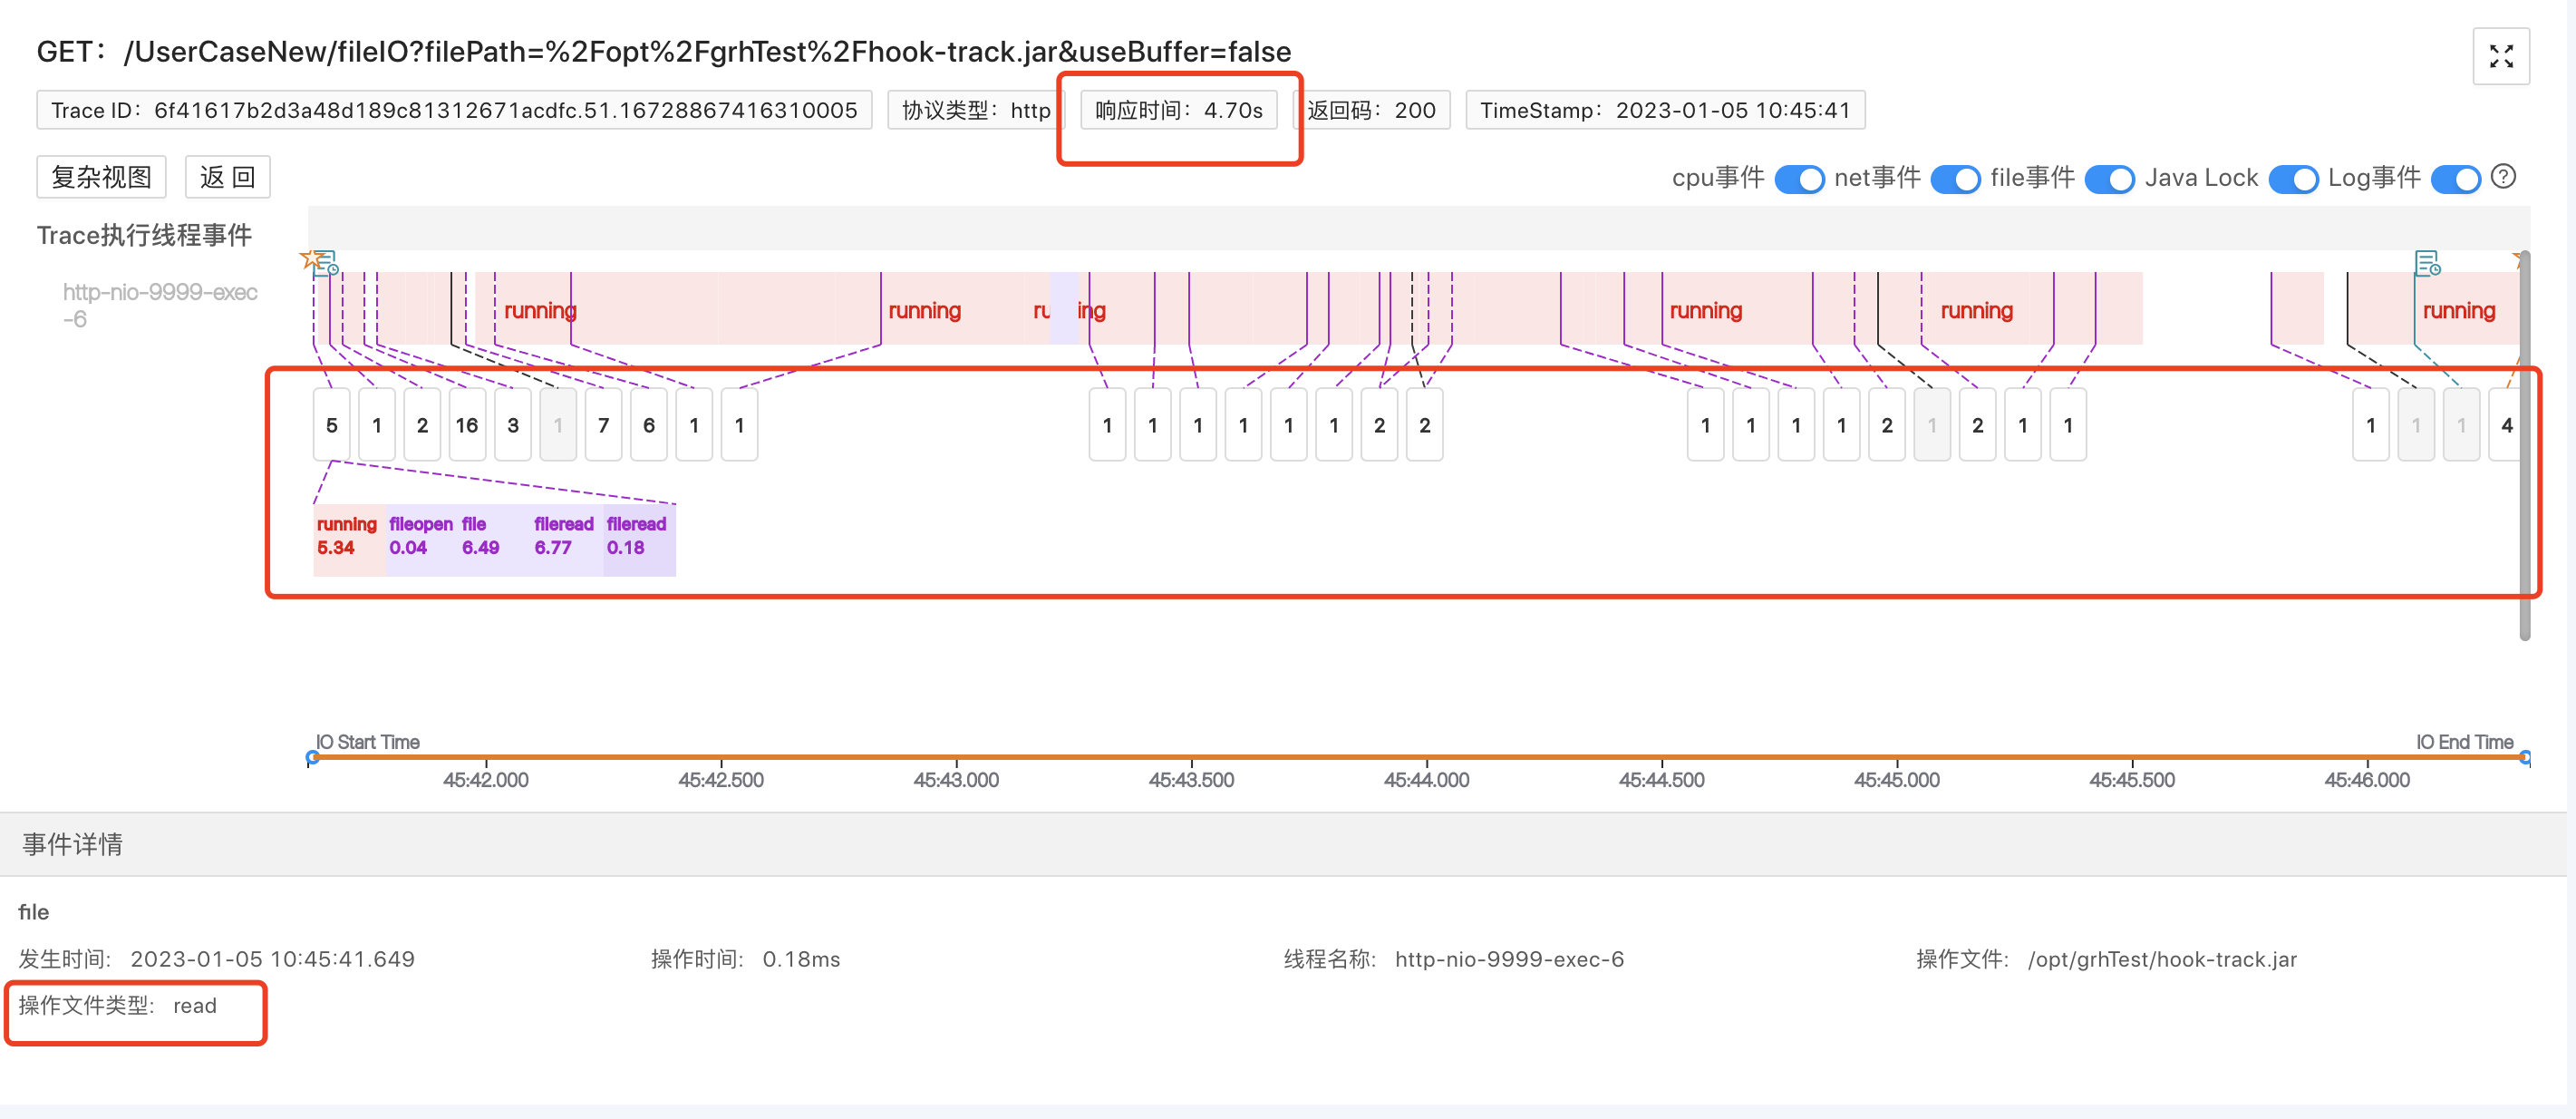 GET：/UserCaseNew/fileIO?filePath=%2Fopt%2FgrhTest%2Fhook-track.jar&useBuffer=false
Trace ID：6f41617b2d3a48d189c81312671acdfc.51.16728867416310005 协议类型：http 响应时间：4.70s 返回码：200 TimeStamp：2023-01-05 10:45:41
复杂视图 返 回 cpu事件 net事件 file事件 Java Lock Log事件
Trace执行线程事件
http-nio-9999-exec
-6
running running running running running running
5 1 2 16 3 1 7 6 1 1 1 1 1 1 1 1 2 2 1 1 1 1 2 1 2 1 1 1 1 1 4
running fileopen file fileread fileread
5.34 0.04 6.49 6.77 0.18
IO Start Time IO End Time
45:42.000 45:42.500 45:43.000 45:43.500 45:44.000 45:44.500 45:45.000 45:45.500 45:46.000
事件详情
file
发生时间: 2023-01-05 10:45:41.649 操作时间: 0.18ms 线程名称: http-nio-9999-exec-6 操作文件: /opt/grhTest/hook-track.jar
操作文件类型: read